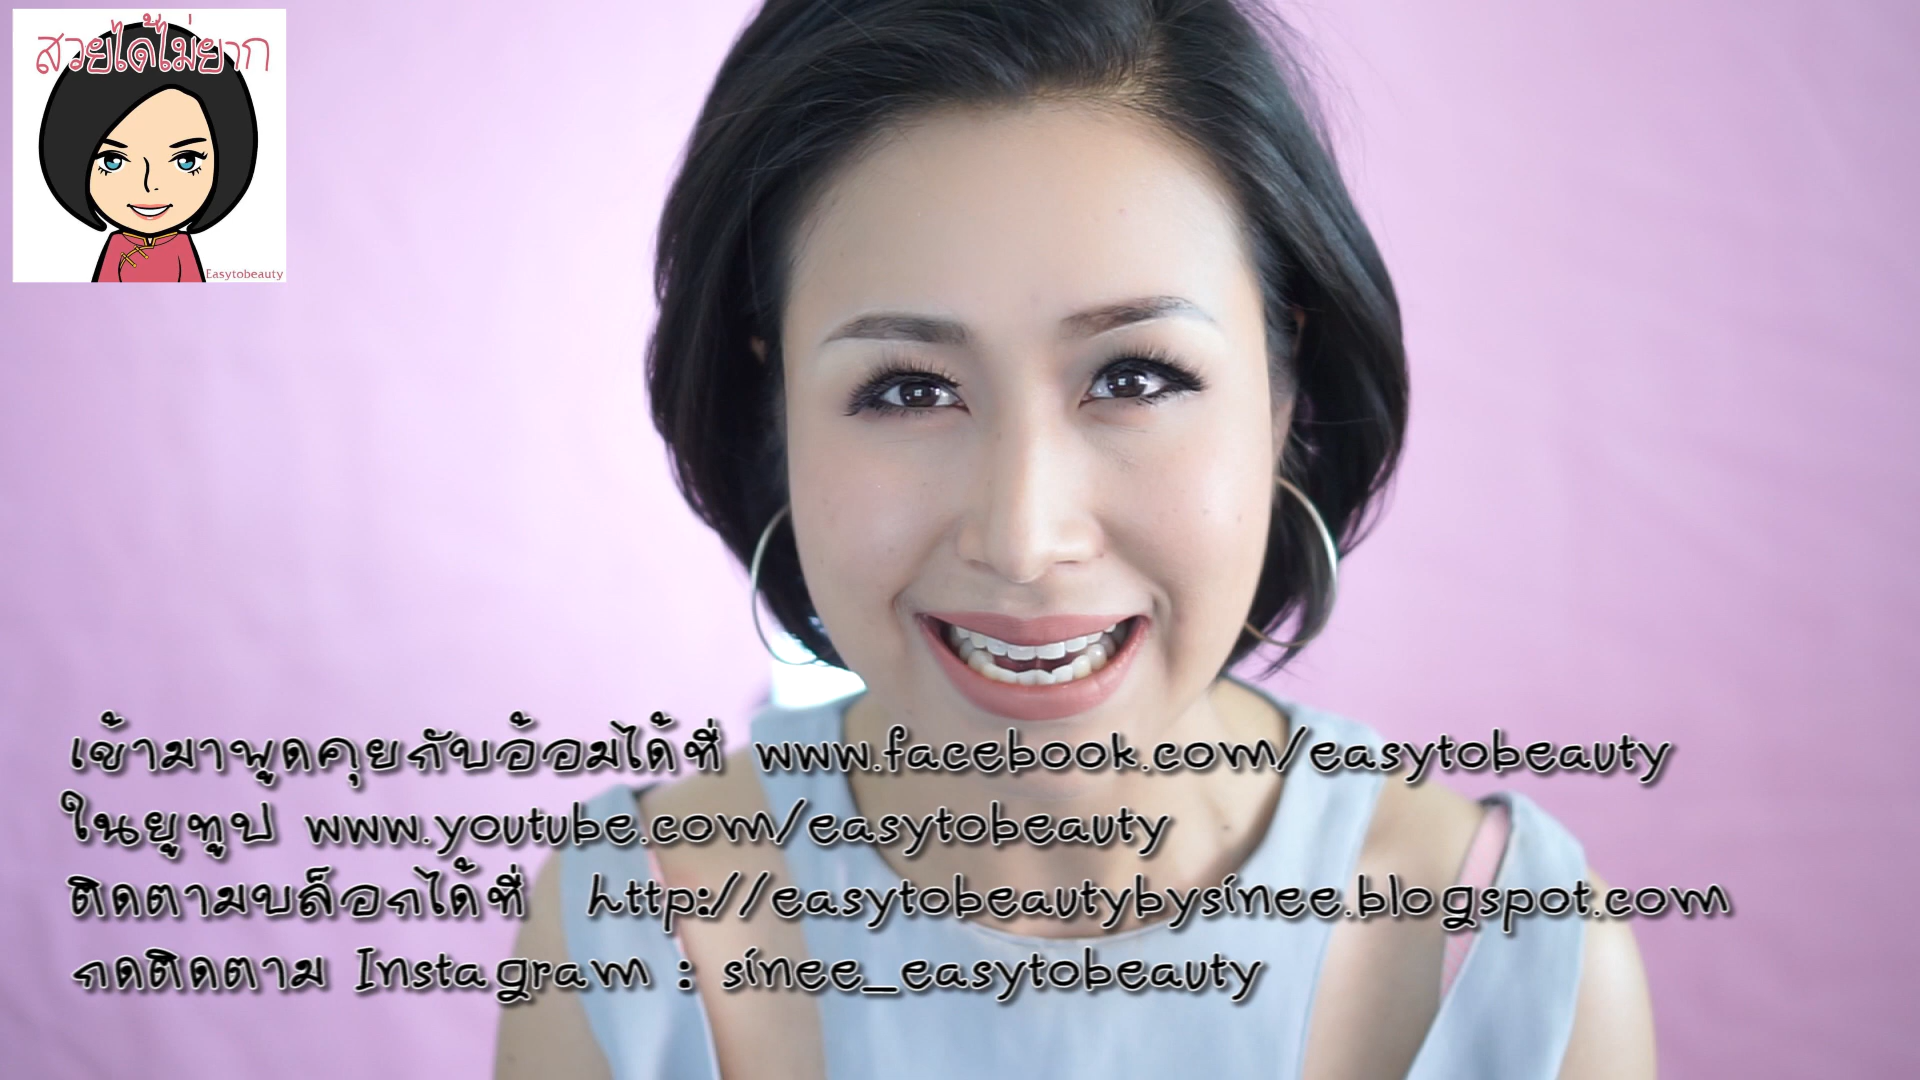 สวยได้ไม่ยาก
Easytobeauty
เข้ามาพูดคุยกับอ้อมได้ที่ www.facebook.com/easytobeauty
ในยูทูป www.youtube.com/easytobeauty
ติดตามบล็อกได้ที่ http://easytobeautybysinee.blogspot.com
กดติดตาม Instagram : sinee_easytobeauty